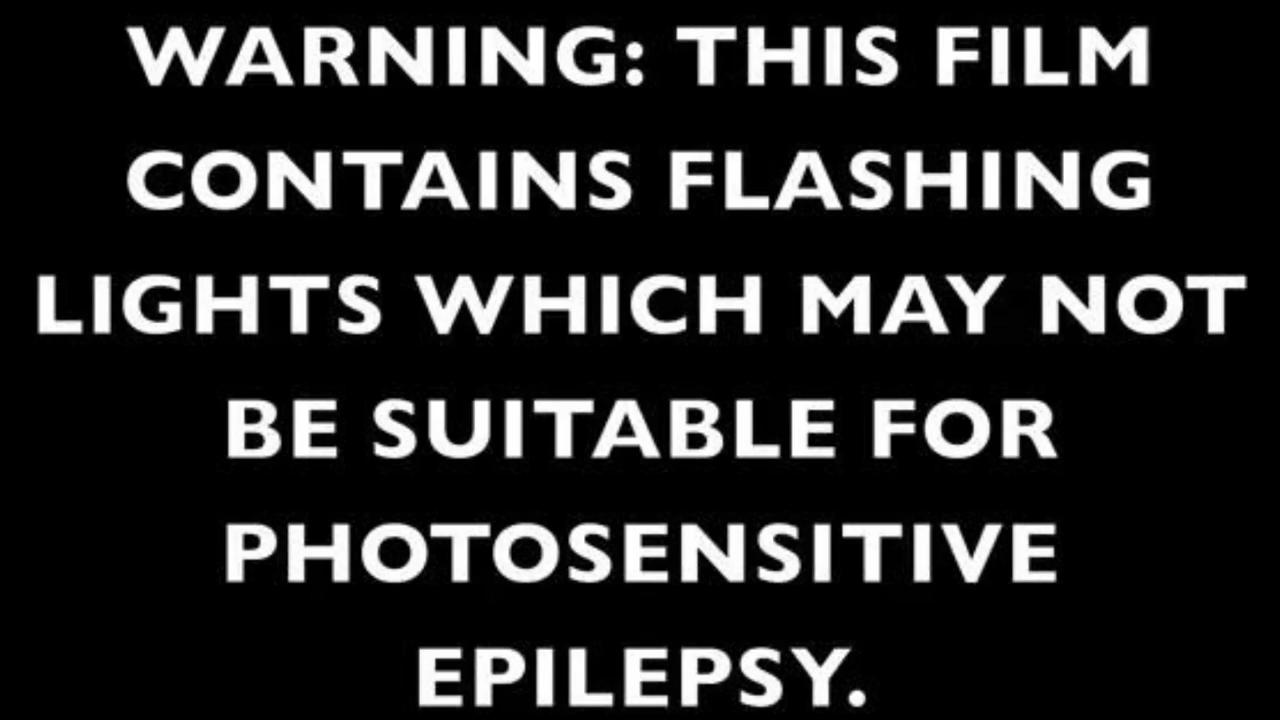 WARNING: THIS FILM
CONTAINS FLASHING
LIGHTS WHICH MAY NOT
BE SUITABLE FOR
PHOTOSENSITIVE
EPILEPSY.